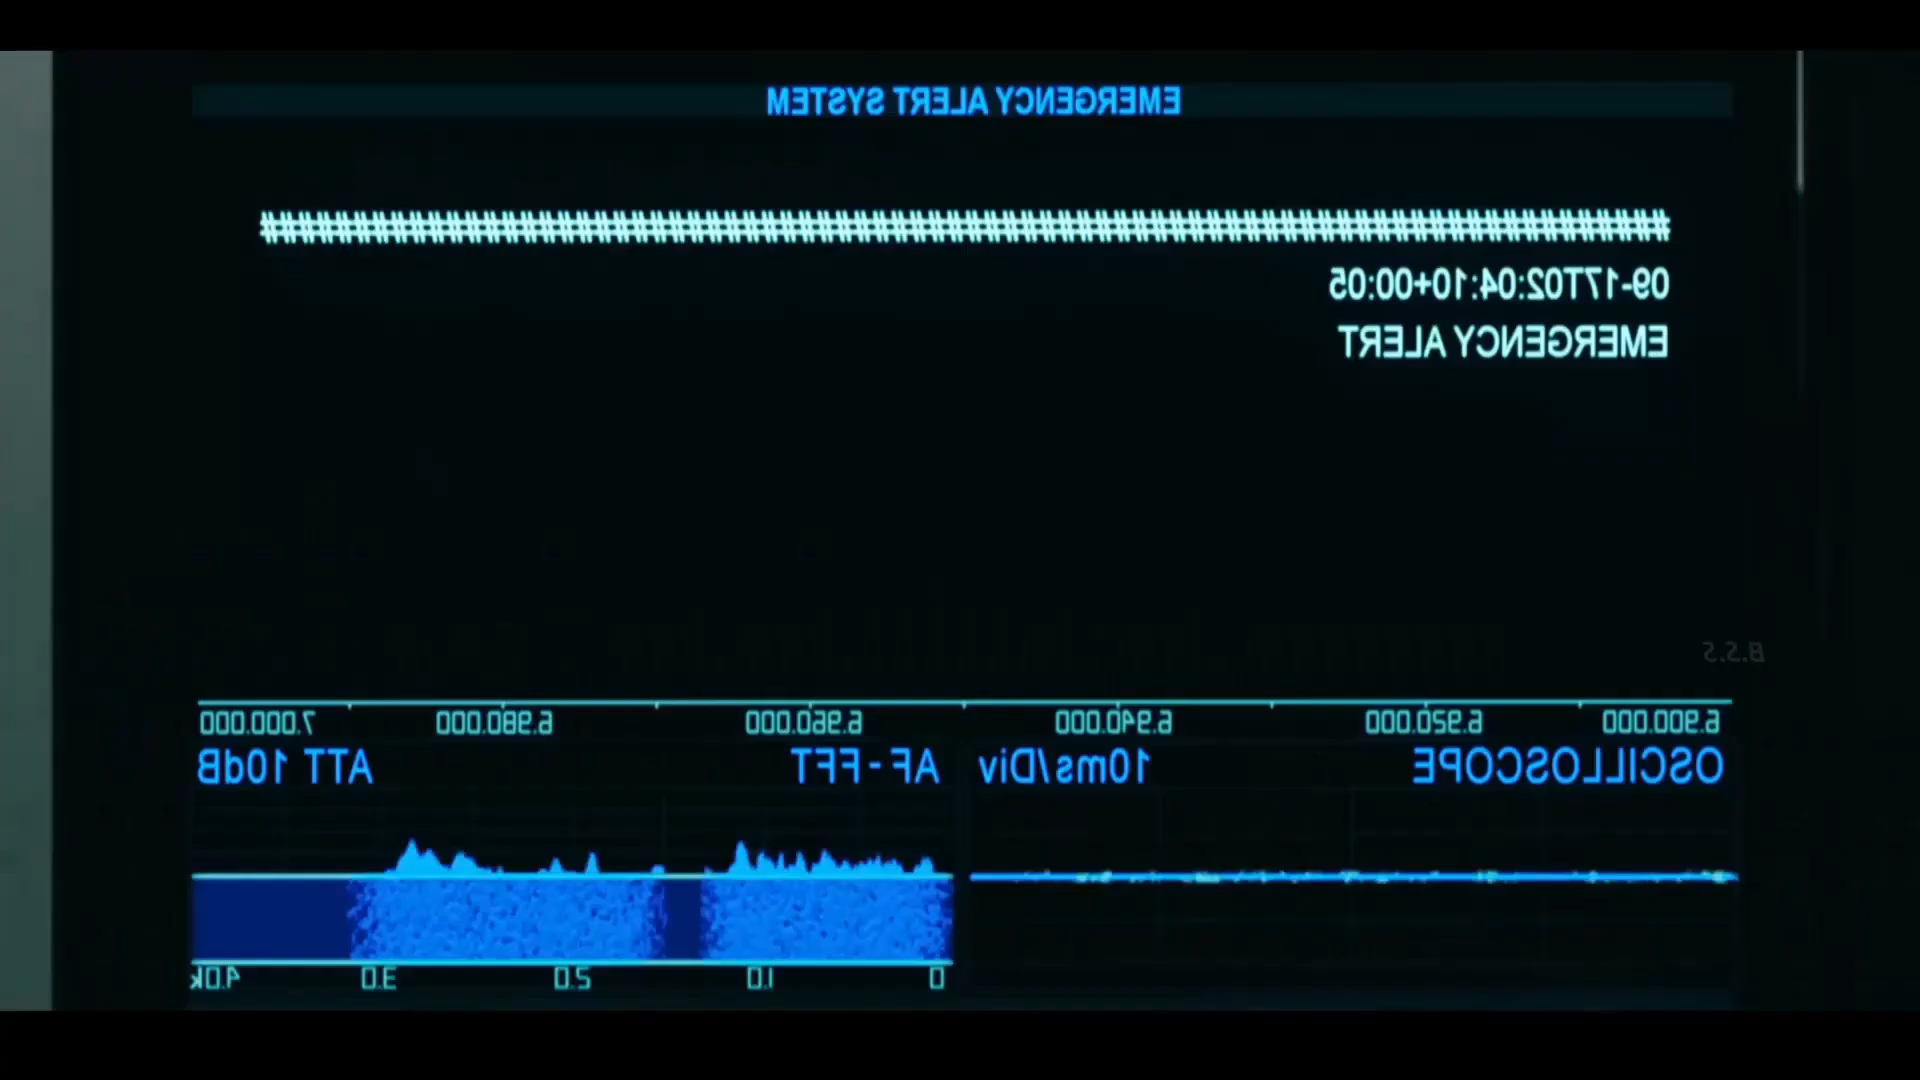 EMERGENCY ALERT SYSTEM
############################################################################
09-17T02:04:10+00:05
EMERGENCY ALERT
B.S.S
6.900.000 6.920.000 6.940.000 6.960.000 6.980.000 7.000.000
OSCILLOSCOPE 10ms/Div AF-FFT ATT 10dB
0 1.0 2.0 3.0 4.0k